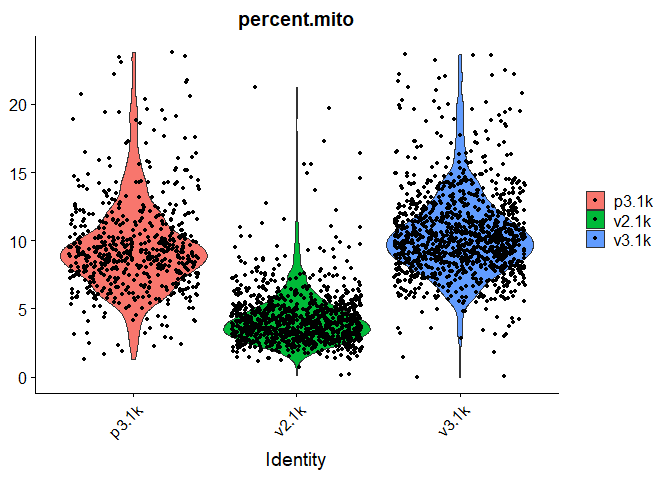 percent.mito
20
15
10
5
0
p3.1k
v2.1k
v3.1k
Identity
p3.1k
v2.1k
v3.1k